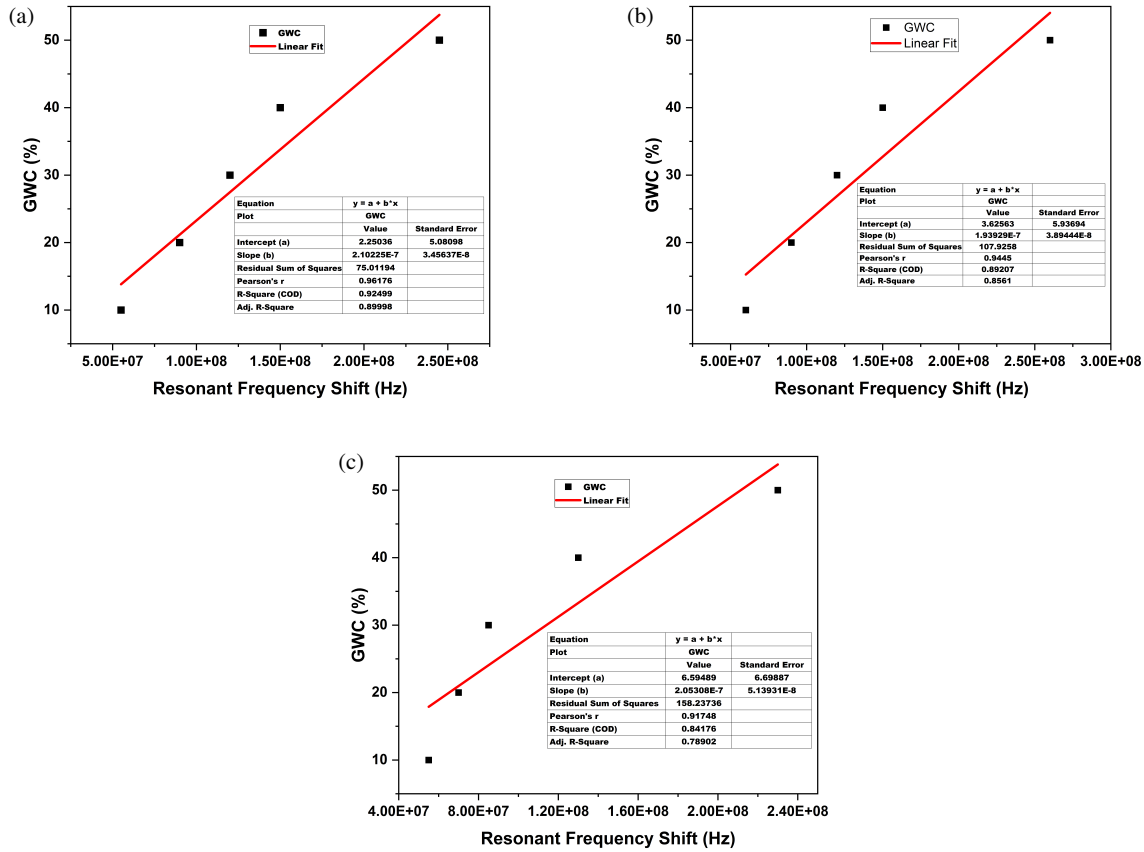 (a)
GWC
Linear Fit
GWC (%)
50
40
30
20
10
Equation y = a + b*x
Plot GWC
Value Standard Error
Intercept (a) 2.25036 5.08098
Slope (b) 2.10225E-7 3.45637E-8
Residual Sum of Squares 75.01194
Pearson's r 0.96176
R-Square (COD) 0.92499
Adj. R-Square 0.89998
5.00E+07 1.00E+08 1.50E+08 2.00E+08 2.50E+08
Resonant Frequency Shift (Hz)
(b)
GWC
Linear Fit
GWC (%)
50
40
30
20
10
Equation y = a + b*x
Plot GWC
Value Standard Error
Intercept (a) 3.62563 5.93694
Slope (b) 1.93929E-7 3.89444E-8
Residual Sum of Squares 107.9258
Pearson's r 0.9445
R-Square (COD) 0.89207
Adj. R-Square 0.8561
5.00E+07 1.00E+08 1.50E+08 2.00E+08 2.50E+08 3.00E+08
Resonant Frequency Shift (Hz)
(c)
GWC
Linear Fit
GWC (%)
50
40
30
20
10
Equation y = a + b*x
Plot GWC
Value Standard Error
Intercept (a) 6.59489 6.69887
Slope (b) 2.05308E-7 5.13931E-8
Residual Sum of Squares 158.23736
Pearson's r 0.91748
R-Square (COD) 0.84176
Adj. R-Square 0.78902
4.00E+07 8.00E+07 1.20E+08 1.60E+08 2.00E+08 2.40E+08
Resonant Frequency Shift (Hz)